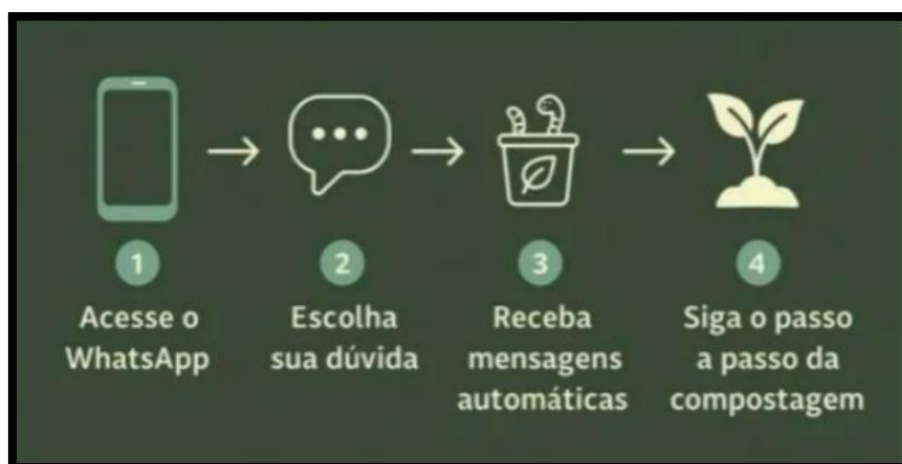 1
Acesse o
WhatsApp
2
Escolha
sua dúvida
3
Receba
mensagens
automáticas
4
Siga o passo
a passo da
compostagem